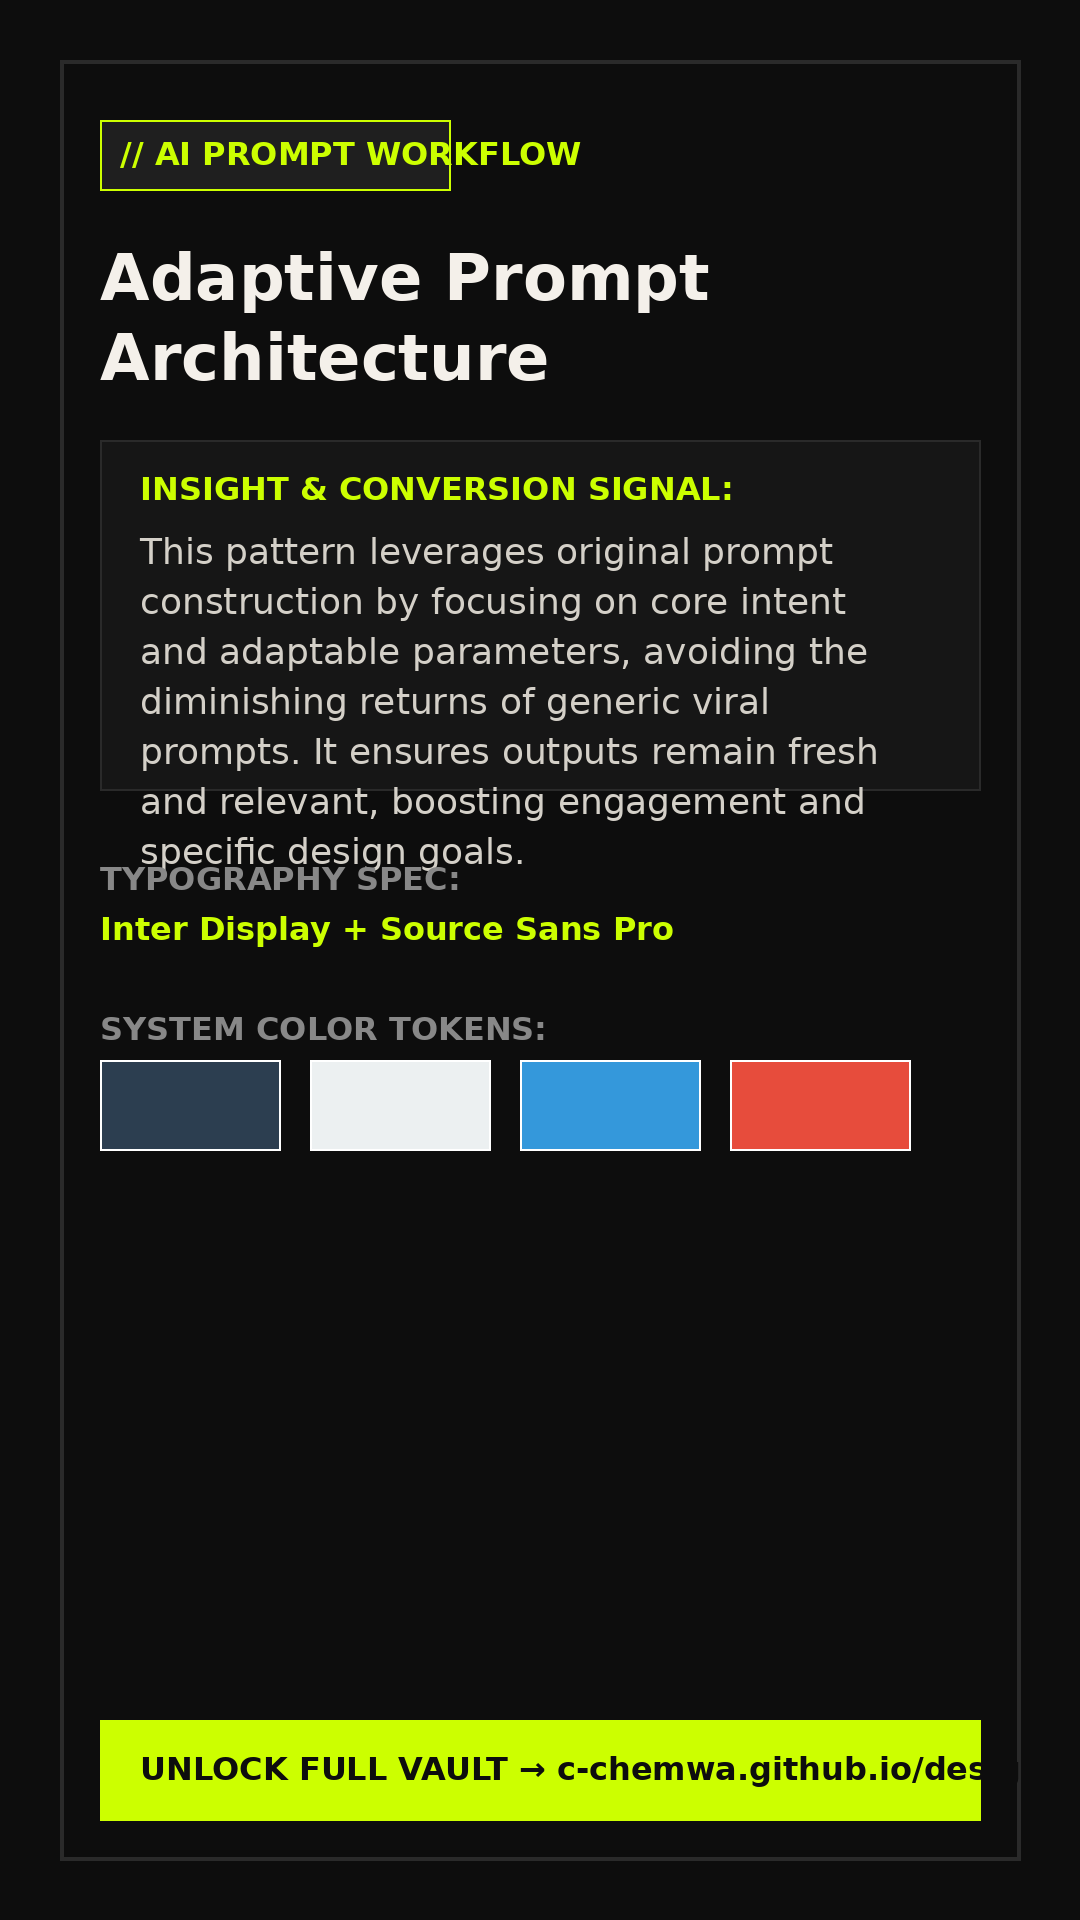 // AI PROMPT WORKFLOW
Adaptive Prompt
Architecture
INSIGHT & CONVERSION SIGNAL:
This pattern leverages original prompt
construction by focusing on core intent
and adaptable parameters, avoiding the
diminishing returns of generic viral
prompts. It ensures outputs remain fresh
and relevant, boosting engagement and
specific design goals.
TYPOGRAPHY SPEC:
Inter Display + Source Sans Pro
SYSTEM COLOR TOKENS:
UNLOCK FULL VAULT → c-chemwa.github.io/des